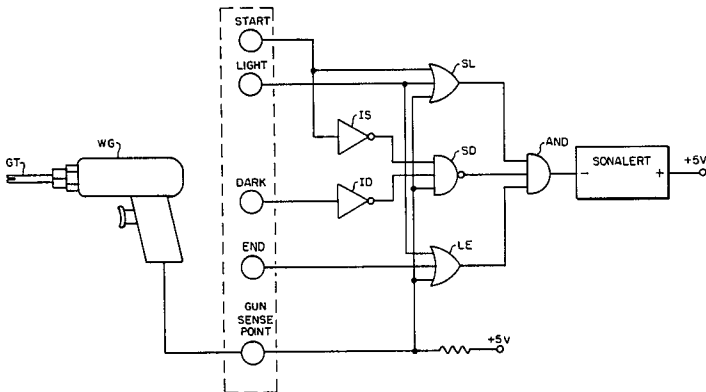 START
LIGHT
SL
IS
GT
WG
SD
AND
SONALERT
- +
+5V
DARK
ID
END
LE
GUN
SENSE
POINT
+5V